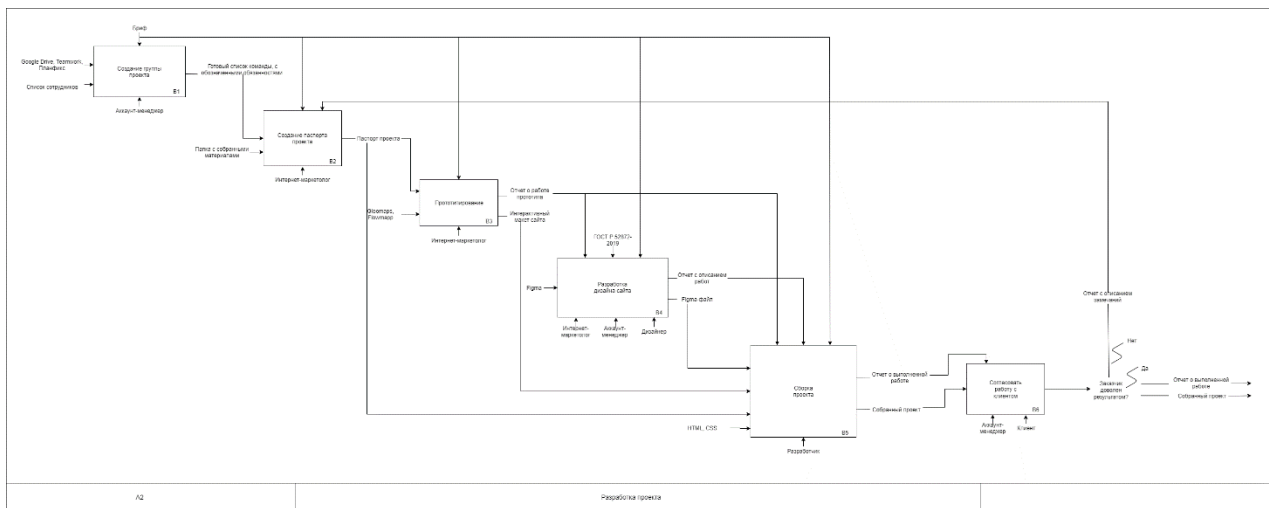 Бриф
Google Drive, Teamwork,
Планфикс
Список сотрудников
Создание группы
проекта
B1
Аккаунт-менеджер
Готовый список команды, с
обозначенными обязанностями
Создание паспорта
проекта
B2
Папка с собранными
материалами
Интернет-маркетолог
Паспорт проекта
Прототипирование
B3
Gloomaps,
Flowmapp
Интернет-маркетолог
Отчет о работе
прототипа
Интерактивный
макет сайта
ГОСТ Р 52872-
2019
Figma
Разработка
дизайна сайта
B4
Интернет-
маркетолог
Аккаунт-
менеджер
Дизайнер
Отчет с описанием
работ
Figma-файл
Сборка
проекта
B5
HTML, CSS
Разработчик
Отчет о выполненной
работе
Собранный проект
Согласовать
работу с
клиентом
B6
Аккаунт-
менеджер
Клиент
Отчет с описанием
замечаний
Нет
Да
Заказчик
доволен
результатом?
Отчет о выполненной
работе
Собранный проект
A2
Разработка проекта